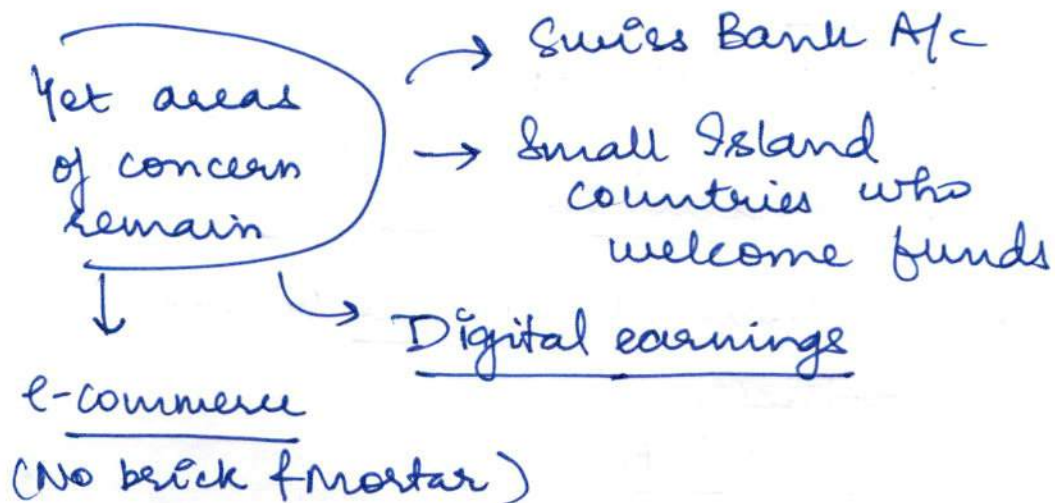 Yet areas
of concern
remain
Swiss Bank A/c
Small Island
countries who
welcome funds
Digital earnings
e-commerce
(No brick & Mortar)